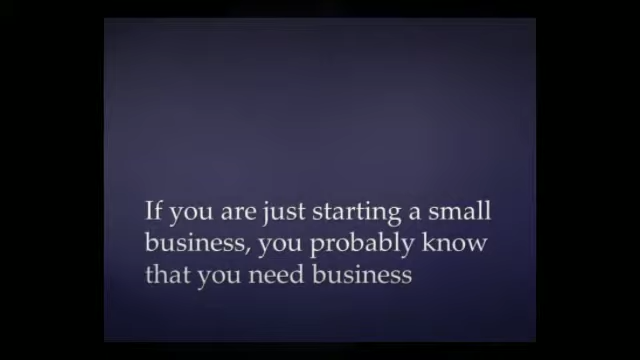 If you are just starting a small
business, you probably know
that you need business